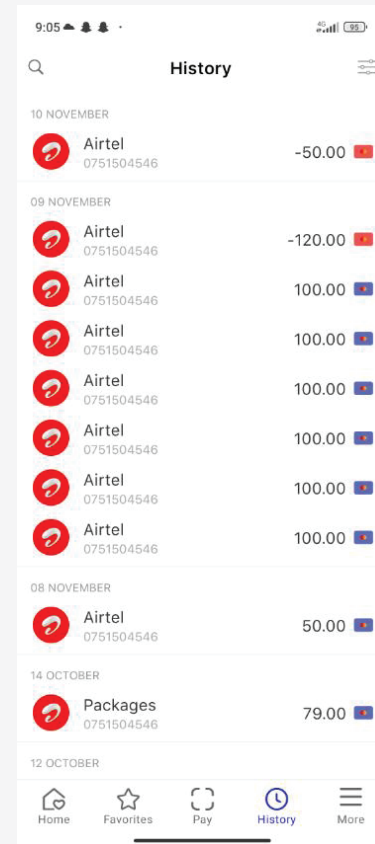 9:05
4G 95
History
10 NOVEMBER
Airtel
-50.00
0751504546
09 NOVEMBER
Airtel
-120.00
0751504546
Airtel
100.00
0751504546
Airtel
100.00
0751504546
Airtel
100.00
0751504546
Airtel
100.00
0751504546
Airtel
100.00
0751504546
Airtel
100.00
0751504546
08 NOVEMBER
Airtel
50.00
0751504546
14 OCTOBER
Packages
79.00
0751504546
12 OCTOBER
Home Favorites Pay History More